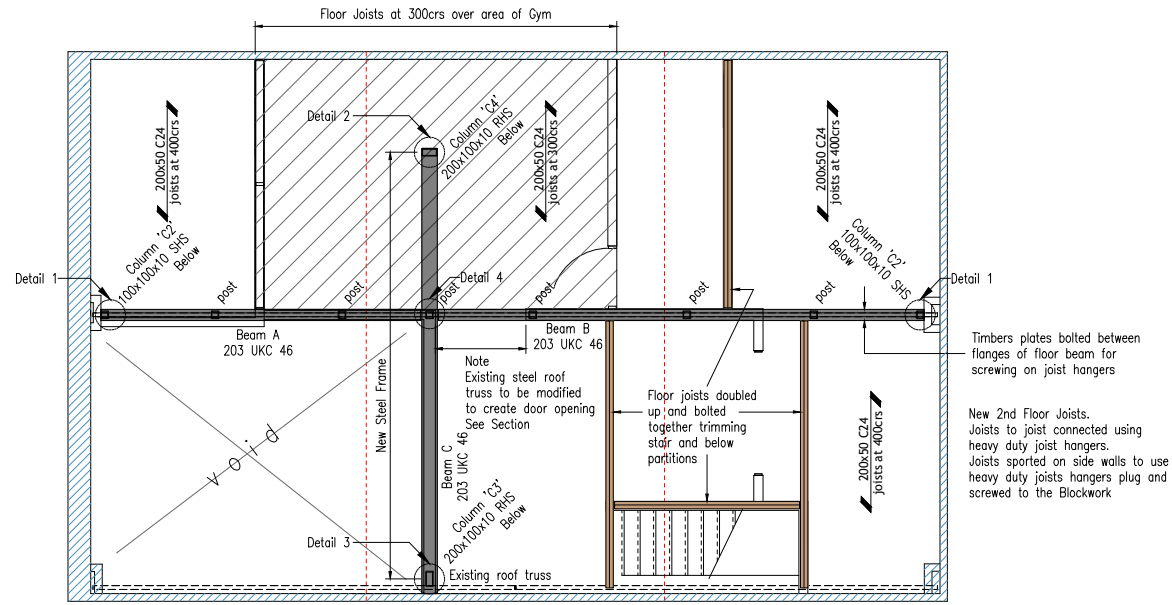 Floor Joists at 300crs over area of Gym
Detail 2
Column 'C4'
200x100x10 RHS
Below
200x50 C24
joists at 400crs
200x50 C24
joists at 300crs
200x50 C24
joists at 400crs
Column 'C2'
100x100x10 SHS
Below
Column 'C2'
100x100x10 SHS
Below
Detail 1
post
post
Detail 4
post
post
post
post
Detail 1
Beam A
203 UKC 46
Beam B
203 UKC 46
Timbers plates bolted between
flanges of floor beam for
screwing on joist hangers
Note
Existing steel roof
truss to be modified
to create door opening
See Section
New Steel Frame
Floor joists doubled
up and bolted
together trimming
stair and below
partitions
200x50 C24
joists at 400crs
New 2nd Floor Joists.
Joists to joist connected using
heavy duty joist hangers.
Joists sported on side walls to use
heavy duty joists hangers plug and
screwed to the Blockwork
Void
Beam C
203 UKC 46
Column 'C3'
200x100x10 RHS
Below
Detail 3
Existing roof truss